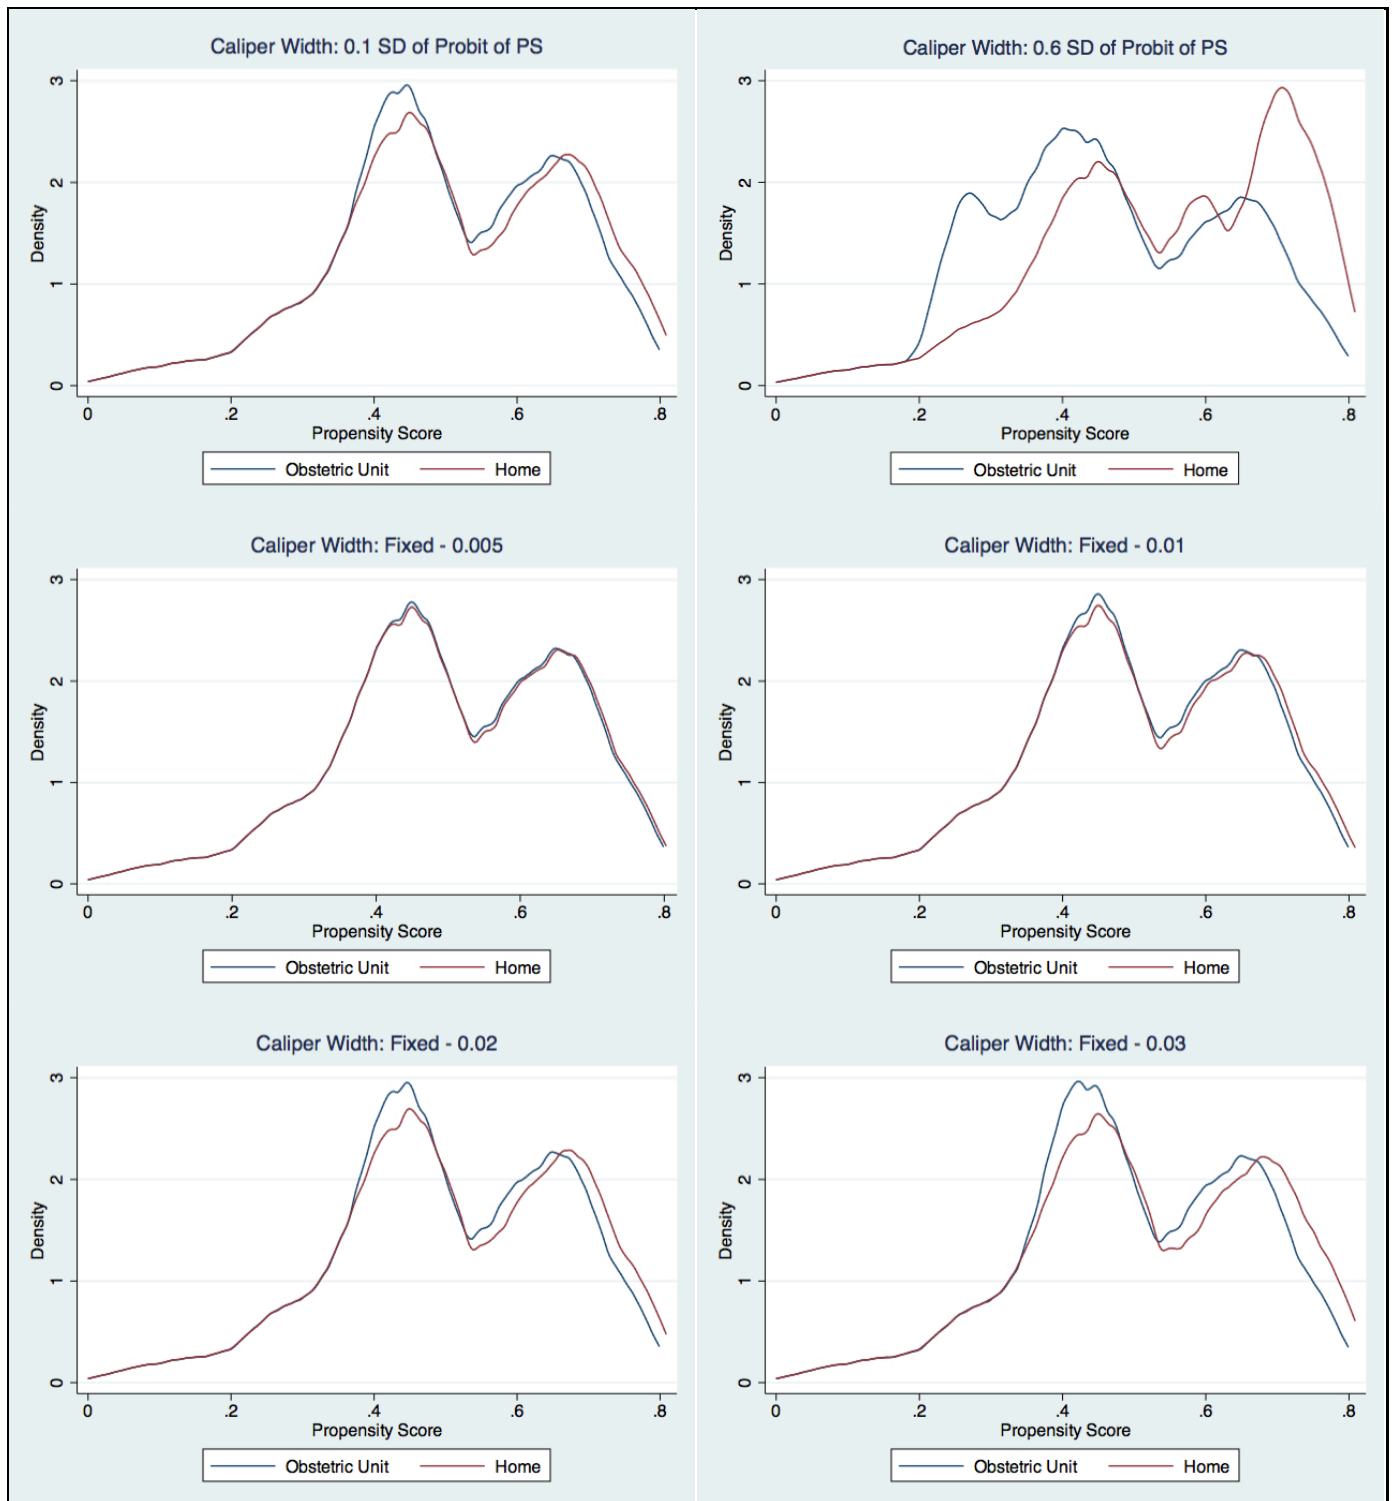 Caliper Width: 0.1 SD of Probit of PS
Density
3
2
1
0
0 .2 .4 .6 .8
Propensity Score
Obstetric Unit Home
Caliper Width: 0.6 SD of Probit of PS
Density
3
2
1
0
0 .2 .4 .6 .8
Propensity Score
Obstetric Unit Home
Caliper Width: Fixed - 0.005
Density
3
2
1
0
0 .2 .4 .6 .8
Propensity Score
Obstetric Unit Home
Caliper Width: Fixed - 0.01
Density
3
2
1
0
0 .2 .4 .6 .8
Propensity Score
Obstetric Unit Home
Caliper Width: Fixed - 0.02
Density
3
2
1
0
0 .2 .4 .6 .8
Propensity Score
Obstetric Unit Home
Caliper Width: Fixed - 0.03
Density
3
2
1
0
0 .2 .4 .6 .8
Propensity Score
Obstetric Unit Home